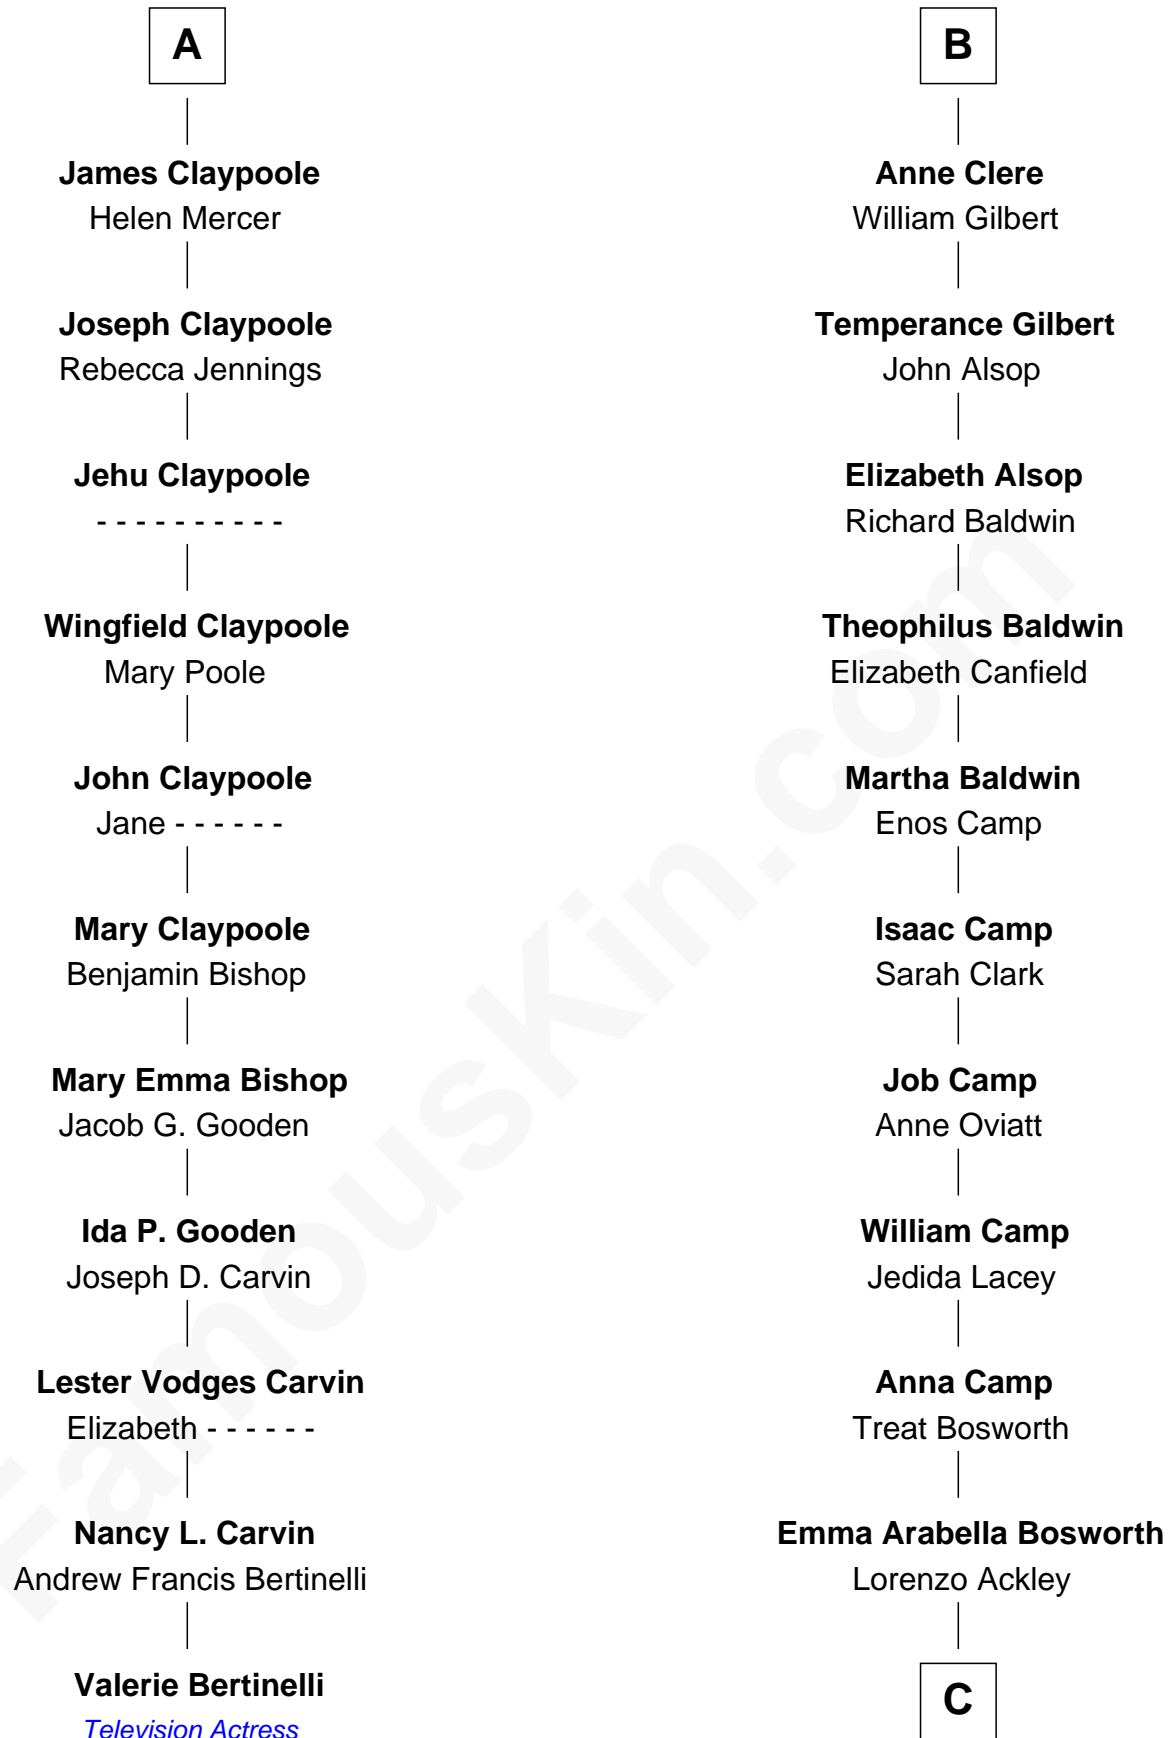 A
James Claypoole
Helen Mercer
Joseph Claypoole
Rebecca Jennings
Jehu Claypoole
- - - - - - - - - -
Wingfield Claypoole
Mary Poole
John Claypoole
Jane - - - - - -
Mary Claypoole
Benjamin Bishop
Mary Emma Bishop
Jacob G. Gooden
Ida P. Gooden
Joseph D. Carvin
Lester Vodges Carvin
Elizabeth - - - - - -
Nancy L. Carvin
Andrew Francis Bertinelli
Valerie Bertinelli
Television Actress
B
Anne Clere
William Gilbert
Temperance Gilbert
John Alsop
Elizabeth Alsop
Richard Baldwin
Theophilus Baldwin
Elizabeth Canfield
Martha Baldwin
Enos Camp
Isaac Camp
Sarah Clark
Job Camp
Anne Oviatt
William Camp
Jedida Lacey
Anna Camp
Treat Bosworth
Emma Arabella Bosworth
Lorenzo Ackley
C
FamousKin.com